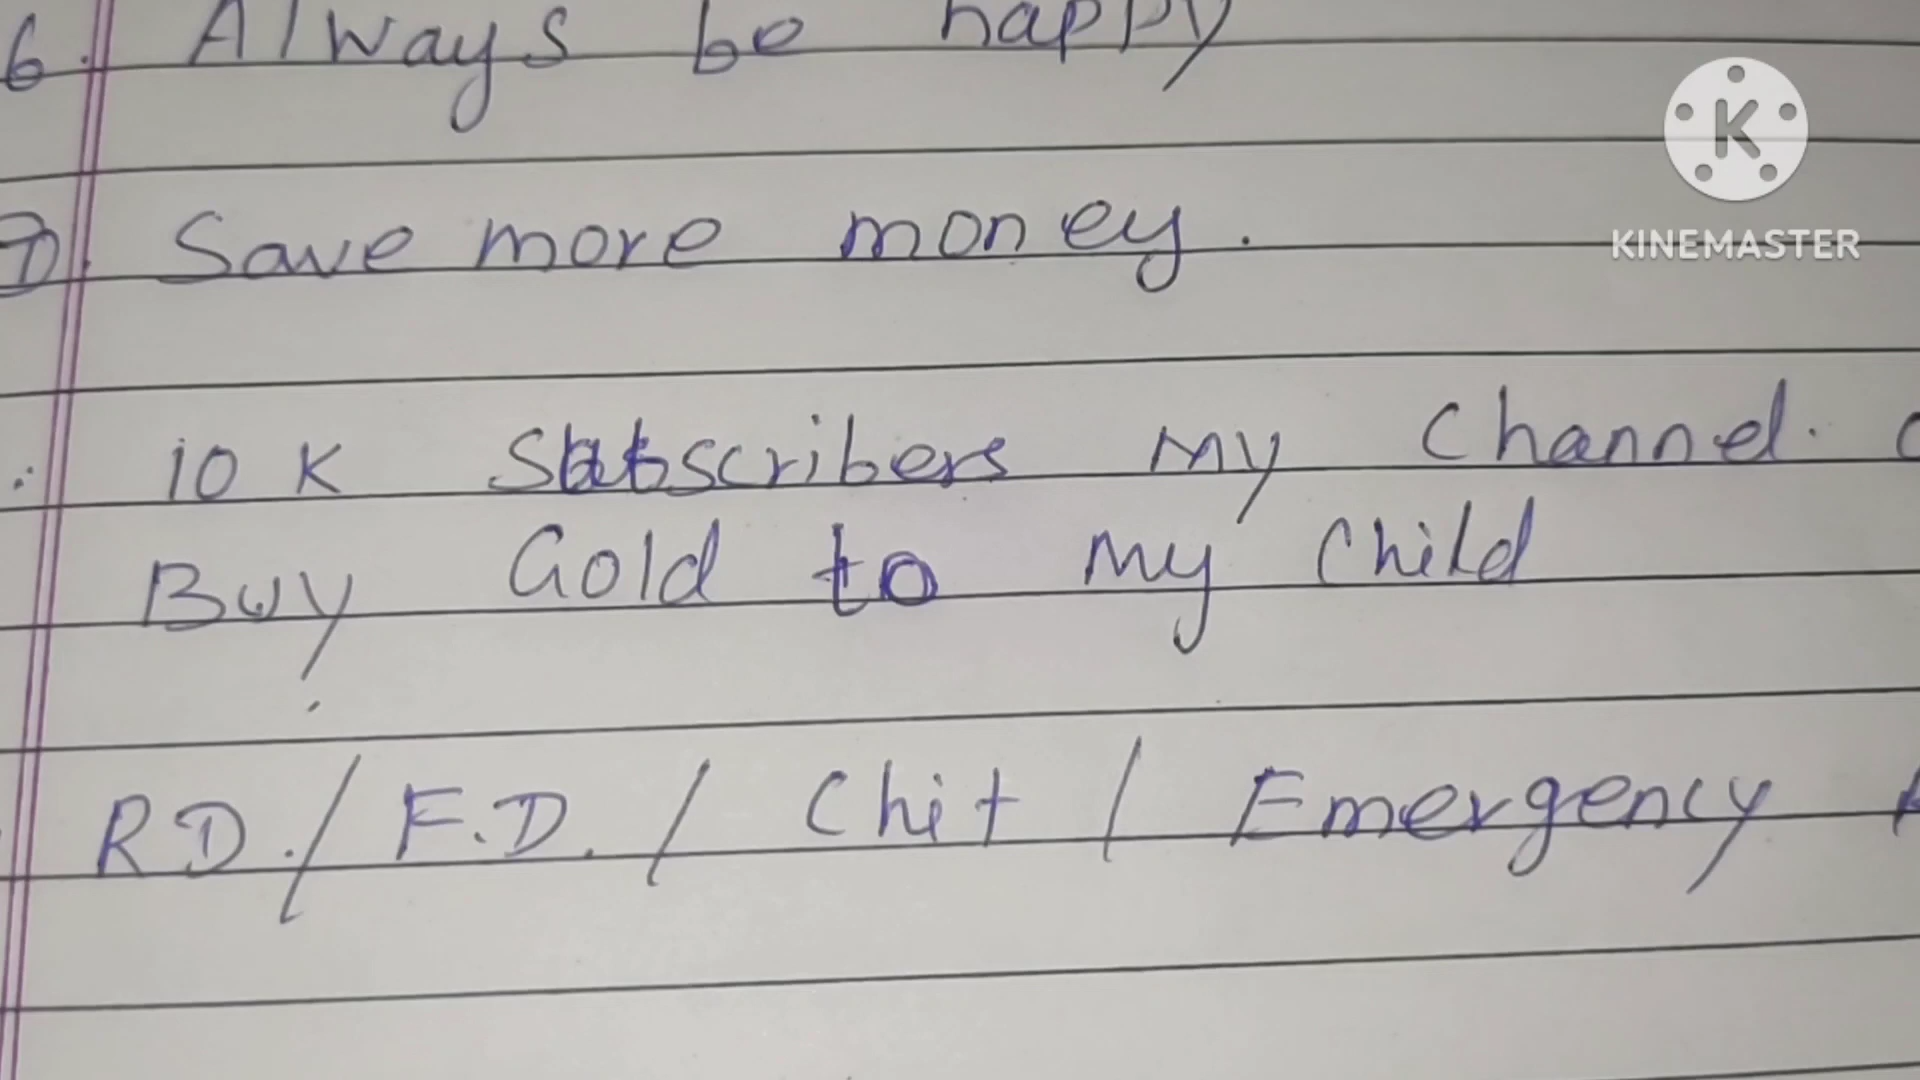 6. Always be happy
7. Save more money.
10 K Subscribers my channel.
Buy Gold to my child
RD. / F.D. / Chit / Emergency
KINEMASTER